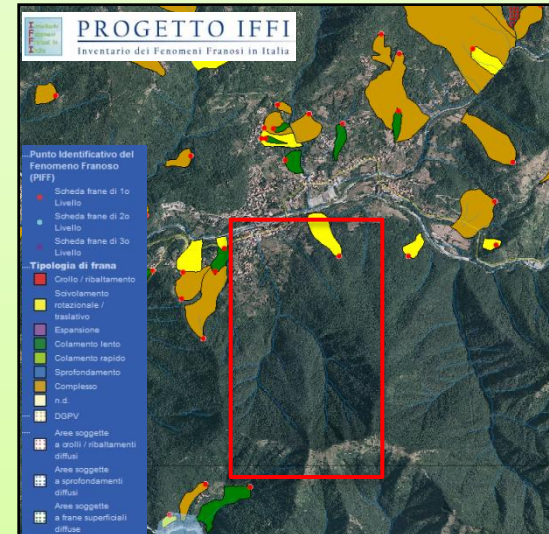 PROGETTO IFFI
Inventario dei Fenomeni Franosi in Italia
Punto Identificativo del
Fenomeno Franoso
(PIFF)
Scheda frane di 1o
Livello
Scheda frane di 2o
Livello
Scheda frane di 3o
Livello
Tipologia di frana
Crollo / ribaltamento
Scivolamento
rotazionale /
traslativo
Espansione
Colamento lento
Colamento rapido
Sprofondamento
Complesso
n.d.
DGPV
Aree soggette
a crolli / ribaltamenti
diffusi
Aree soggette
a sprofondamenti
diffusi
Aree soggette
a frane superficiali
diffuse